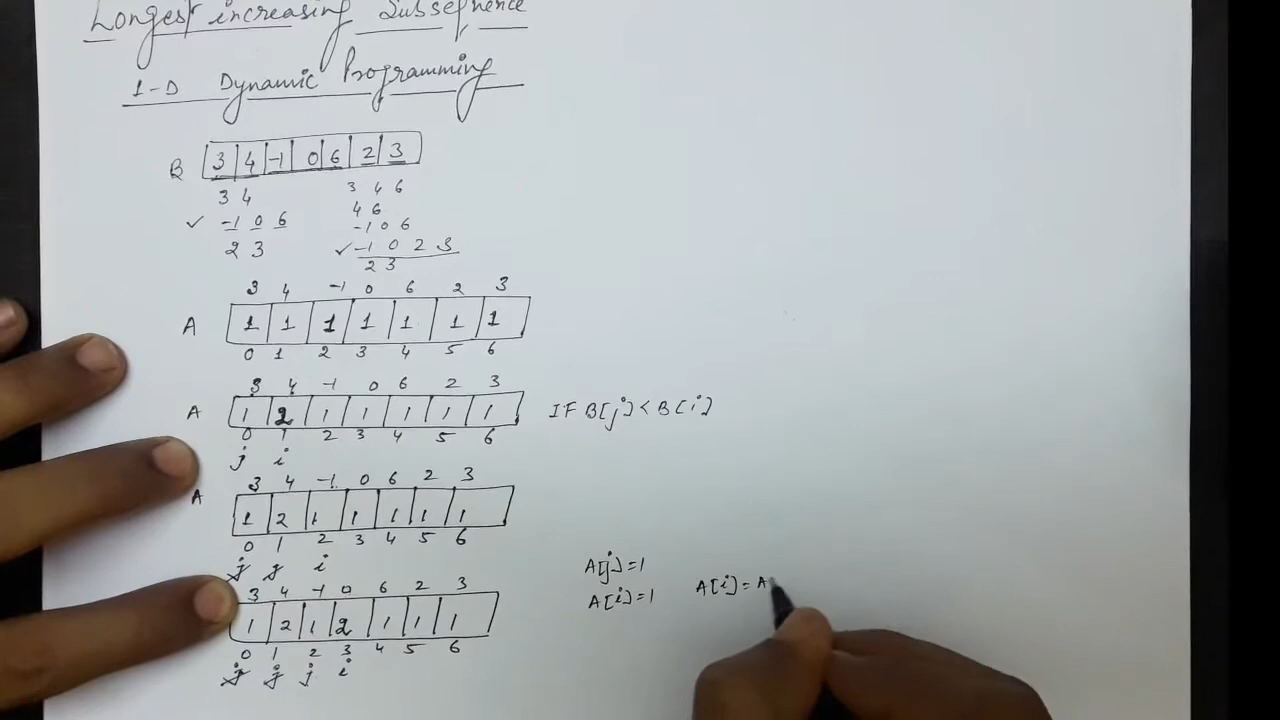 Longest increasing Subsequence
1-D Dynamic Programming
B 3 4 -1 0 6 2 3
3 4 3 4 6
4 6
✓ -1 0 6 -1 0 6
2 3 ✓ -1 0 2 3
2 3
3 4 -1 0 6 2 3
A 1 1 1 1 1 1 1
0 1 2 3 4 5 6
3 4 -1 0 6 2 3
A 1 2 1 1 1 1 1 IF B[j] < B[i]
0 1 2 3 4 5 6
j i
3 4 -1 0 6 2 3
A 1 2 1 1 1 1 1
0 1 2 3 4 5 6
j j i
A[j] = 1
3 4 -1 0 6 2 3
A[i] = 1 A[i] = A
1 2 1 2 1 1 1
0 1 2 3 4 5 6
j j j i